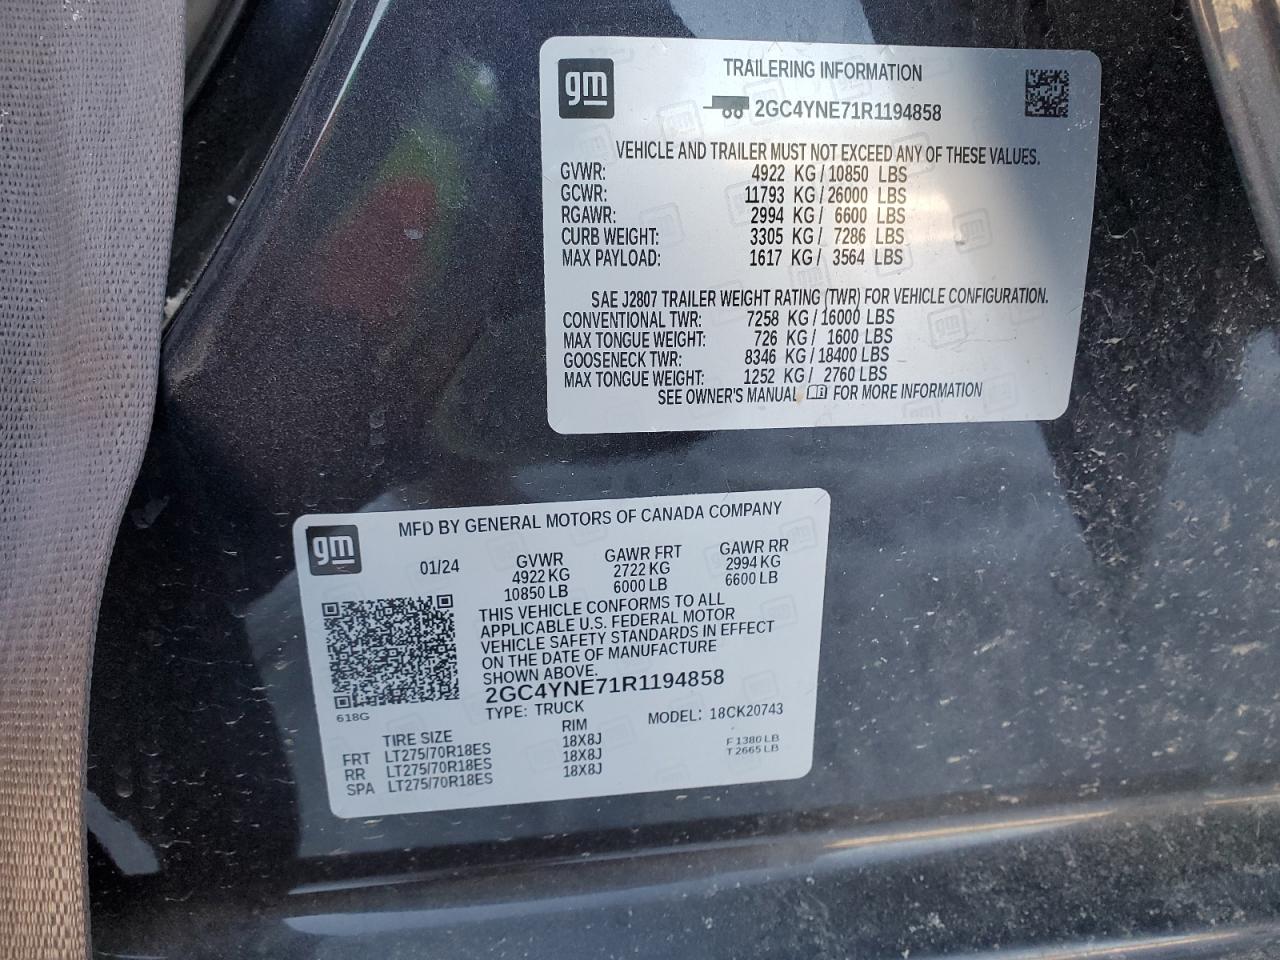 gm
TRAILERING INFORMATION
2GC4YNE71R1194858
VEHICLE AND TRAILER MUST NOT EXCEED ANY OF THESE VALUES.
GVWR: 4922 KG / 10850 LBS
GCWR: 11793 KG / 26000 LBS
RGAWR: 2994 KG / 6600 LBS
CURB WEIGHT: 3305 KG / 7286 LBS
MAX PAYLOAD: 1617 KG / 3564 LBS
SAE J2807 TRAILER WEIGHT RATING (TWR) FOR VEHICLE CONFIGURATION.
CONVENTIONAL TWR: 7258 KG / 16000 LBS
MAX TONGUE WEIGHT: 726 KG / 1600 LBS
GOOSENECK TWR: 8346 KG / 18400 LBS
MAX TONGUE WEIGHT: 1252 KG / 2760 LBS
SEE OWNER'S MANUAL FOR MORE INFORMATION
gm
MFD BY GENERAL MOTORS OF CANADA COMPANY
01/24 GVWR GAWR FRT GAWR RR
4922 KG 2722 KG 2994 KG
10850 LB 6000 LB 6600 LB
THIS VEHICLE CONFORMS TO ALL
APPLICABLE U.S. FEDERAL MOTOR
VEHICLE SAFETY STANDARDS IN EFFECT
ON THE DATE OF MANUFACTURE
SHOWN ABOVE.
2GC4YNE71R1194858
618G
TYPE: TRUCK MODEL: 18CK20743
TIRE SIZE RIM
FRT LT275/70R18ES 18X8J F 1380 LB
RR LT275/70R18ES 18X8J T 2665 LB
SPA LT275/70R18ES 18X8J